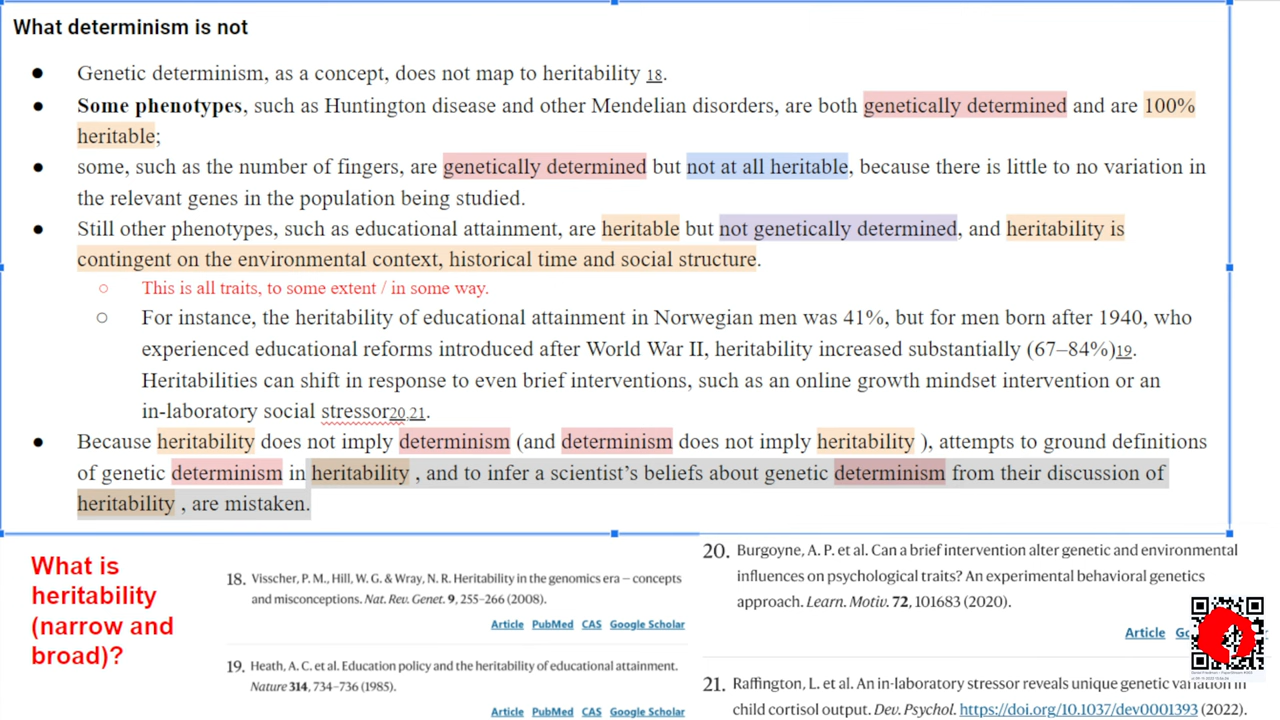 What determinism is not
● Genetic determinism, as a concept, does not map to heritability 18.
● Some phenotypes, such as Huntington disease and other Mendelian disorders, are both genetically determined and are 100%
heritable;
● some, such as the number of fingers, are genetically determined but not at all heritable, because there is little to no variation in
the relevant genes in the population being studied.
● Still other phenotypes, such as educational attainment, are heritable but not genetically determined, and heritability is
contingent on the environmental context, historical time and social structure.
○ This is all traits, to some extent / in some way.
○ For instance, the heritability of educational attainment in Norwegian men was 41%, but for men born after 1940, who
experienced educational reforms introduced after World War II, heritability increased substantially (67–84%)19.
Heritabilities can shift in response to even brief interventions, such as an online growth mindset intervention or an
in-laboratory social stressor20,21.
● Because heritability does not imply determinism (and determinism does not imply heritability ), attempts to ground definitions
of genetic determinism in heritability , and to infer a scientist's beliefs about genetic determinism from their discussion of
heritability , are mistaken.
What is
heritability
(narrow and
broad)?
18. Visscher, P. M., Hill, W. G. & Wray, N. R. Heritability in the genomics era – concepts
and misconceptions. Nat. Rev. Genet. 9, 255–266 (2008).
Article PubMed CAS Google Scholar
19. Heath, A. C. et al. Education policy and the heritability of educational attainment.
Nature 314, 734–736 (1985).
Article PubMed CAS Google Scholar
20. Burgoyne, A. P. et al. Can a brief intervention alter genetic and environmental
influences on psychological traits? An experimental behavioral genetics
approach. Learn. Motiv. 72, 101683 (2020).
Article
21. Raffington, L. et al. An in-laboratory stressor reveals unique genetic variation in
child cortisol output. Dev. Psychol. https://doi.org/10.1037/dev0001393 (2022).